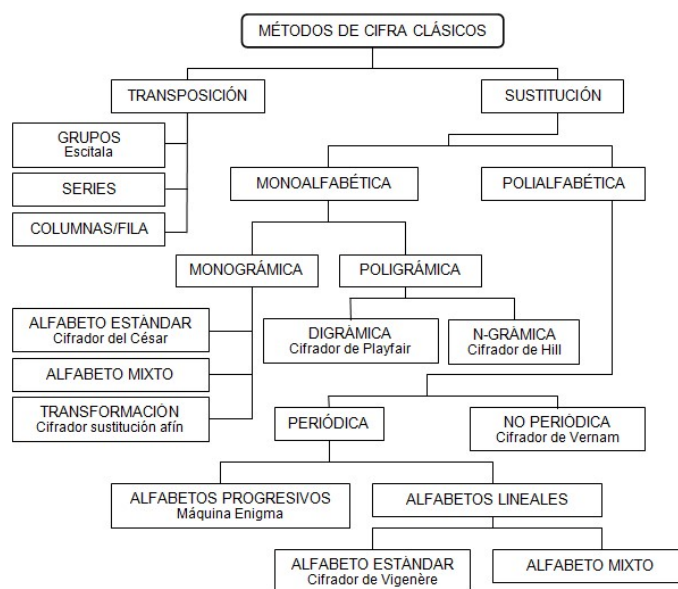 MÉTODOS DE CIFRA CLÁSICOS
TRANSPOSICIÓN
SUSTITUCIÓN
GRUPOS
Escitala
SERIES
COLUMNAS/FILA
MONOALFABÉTICA
POLIALFABÉTICA
MONOGRÁMICA
POLIGRÁMICA
ALFABETO ESTÁNDAR
Cifrador del César
ALFABETO MIXTO
TRANSFORMACIÓN
Cifrador sustitución afín
DIGRÁMICA
Cifrador de Playfair
N-GRÁMICA
Cifrador de Hill
PERIÓDICA
NO PERIÓDICA
Cifrador de Vernam
ALFABETOS PROGRESIVOS
Máquina Enigma
ALFABETOS LINEALES
ALFABETO ESTÁNDAR
Cifrador de Vigenère
ALFABETO MIXTO